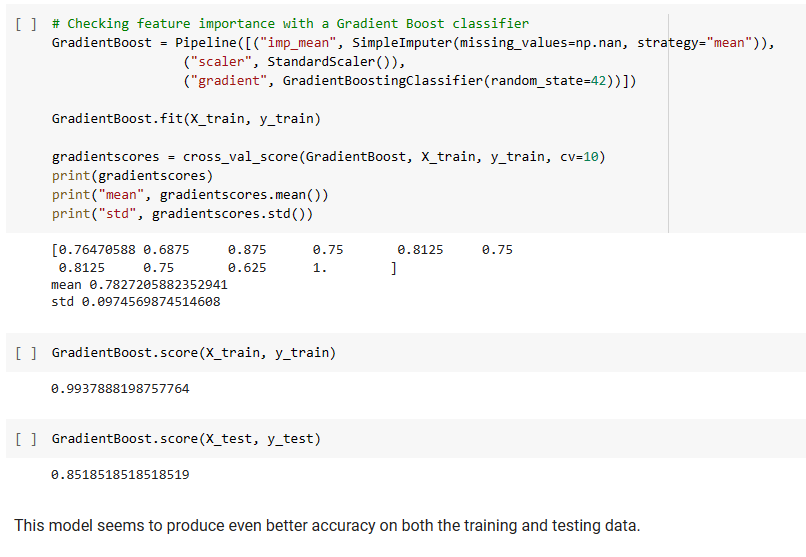 [ ] # Checking feature importance with a Gradient Boost classifier
GradientBoost = Pipeline([("imp_mean", SimpleImputer(missing_values=np.nan, strategy="mean")),
("scaler", StandardScaler()),
("gradient", GradientBoostingClassifier(random_state=42))])
GradientBoost.fit(X_train, y_train)
gradientscores = cross_val_score(GradientBoost, X_train, y_train, cv=10)
print(gradientscores)
print("mean", gradientscores.mean())
print("std", gradientscores.std())
[0.76470588 0.6875 0.875 0.75 0.8125 0.75
0.8125 0.75 0.625 1. ]
mean 0.7827205882352941
std 0.0974569874514608
[ ] GradientBoost.score(X_train, y_train)
0.9937888198757764
[ ] GradientBoost.score(X_test, y_test)
0.8518518518518519
This model seems to produce even better accuracy on both the training and testing data.